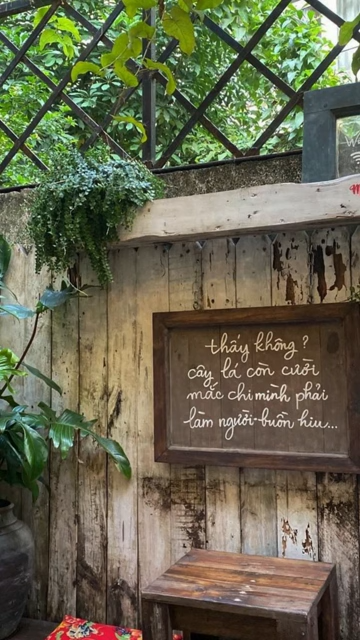 thấy không?
cây lá còn cười
mắc chi mình phải
làm người buồn hiu...